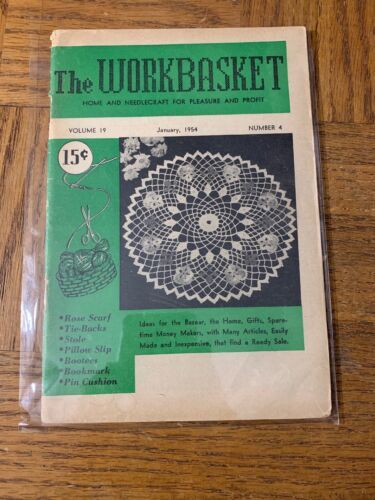 The WORKBASKET
HOME AND NEEDLECRAFT FOR PLEASURE AND PROFIT
VOLUME 19 January, 1954 NUMBER 4
15¢
•Rose Scarf
•Tie-Backs
•Stole
•Pillow Slip
•Bootees
•Bookmark
•Pin Cushion
Ideas for the Bazaar, the Home, Gifts, Spare-
time Money Makers, with Many Articles, Easily
Made and Inexpensive, that find a Ready Sale.